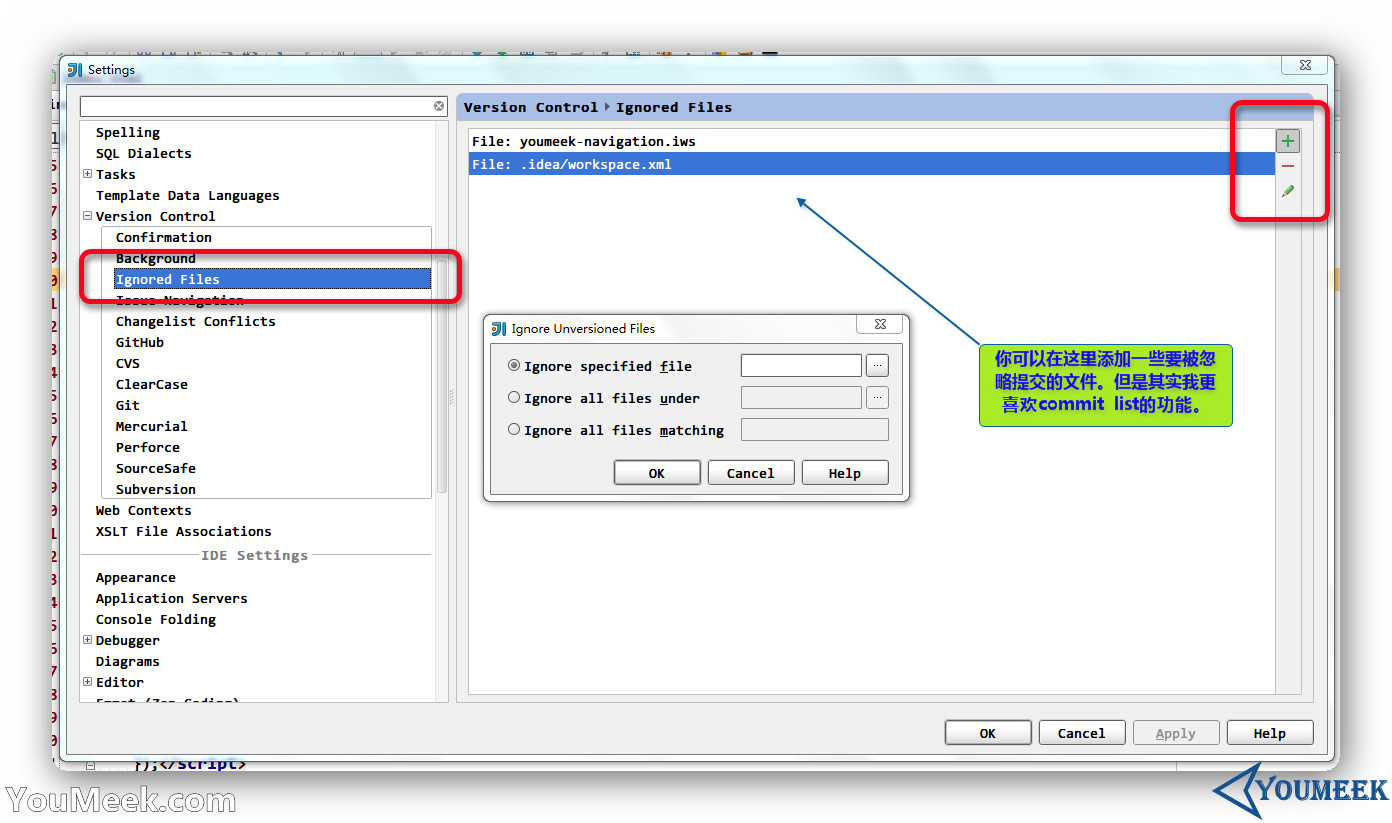 Settings
Spelling
SQL Dialects
Tasks
Template Data Languages
Version Control
Confirmation
Background
Ignored Files
Issue Navigation
Changelist Conflicts
GitHub
CVS
ClearCase
Git
Mercurial
Perforce
SourceSafe
Subversion
Web Contexts
XSLT File Associations
IDE Settings
Appearance
Application Servers
Console Folding
Debugger
Diagrams
Editor
Emmet (Zen Coding)
Version Control Ignored Files
File: youmeek-navigation.iws
File: .idea/workspace.xml
Ignore Unversioned Files
Ignore specified file
Ignore all files under
Ignore all files matching
OK Cancel Help
你可以在这里添加一些要被忽
略提交的文件。但是其实我更
喜欢commit list的功能。
OK Cancel Apply Help
});</script>
YouMeek.com
YOUMEEK